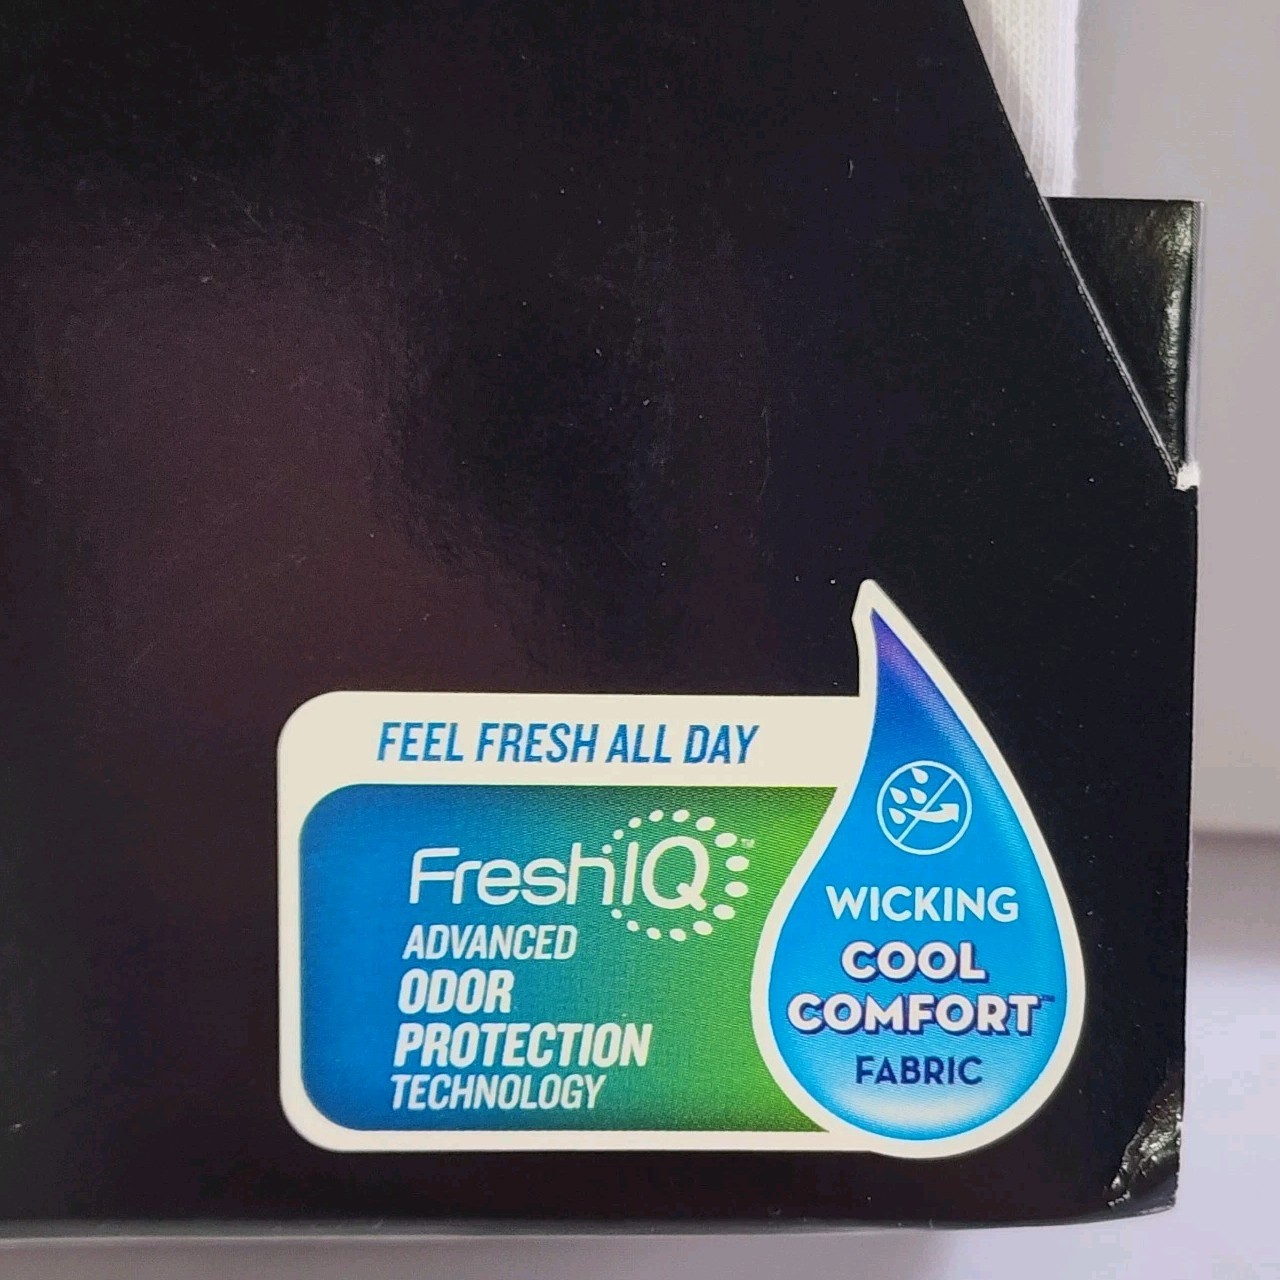 FEEL FRESH ALL DAY
FreshIQ™
ADVANCED
ODOR
PROTECTION
TECHNOLOGY
WICKING
COOL
COMFORT™
FABRIC